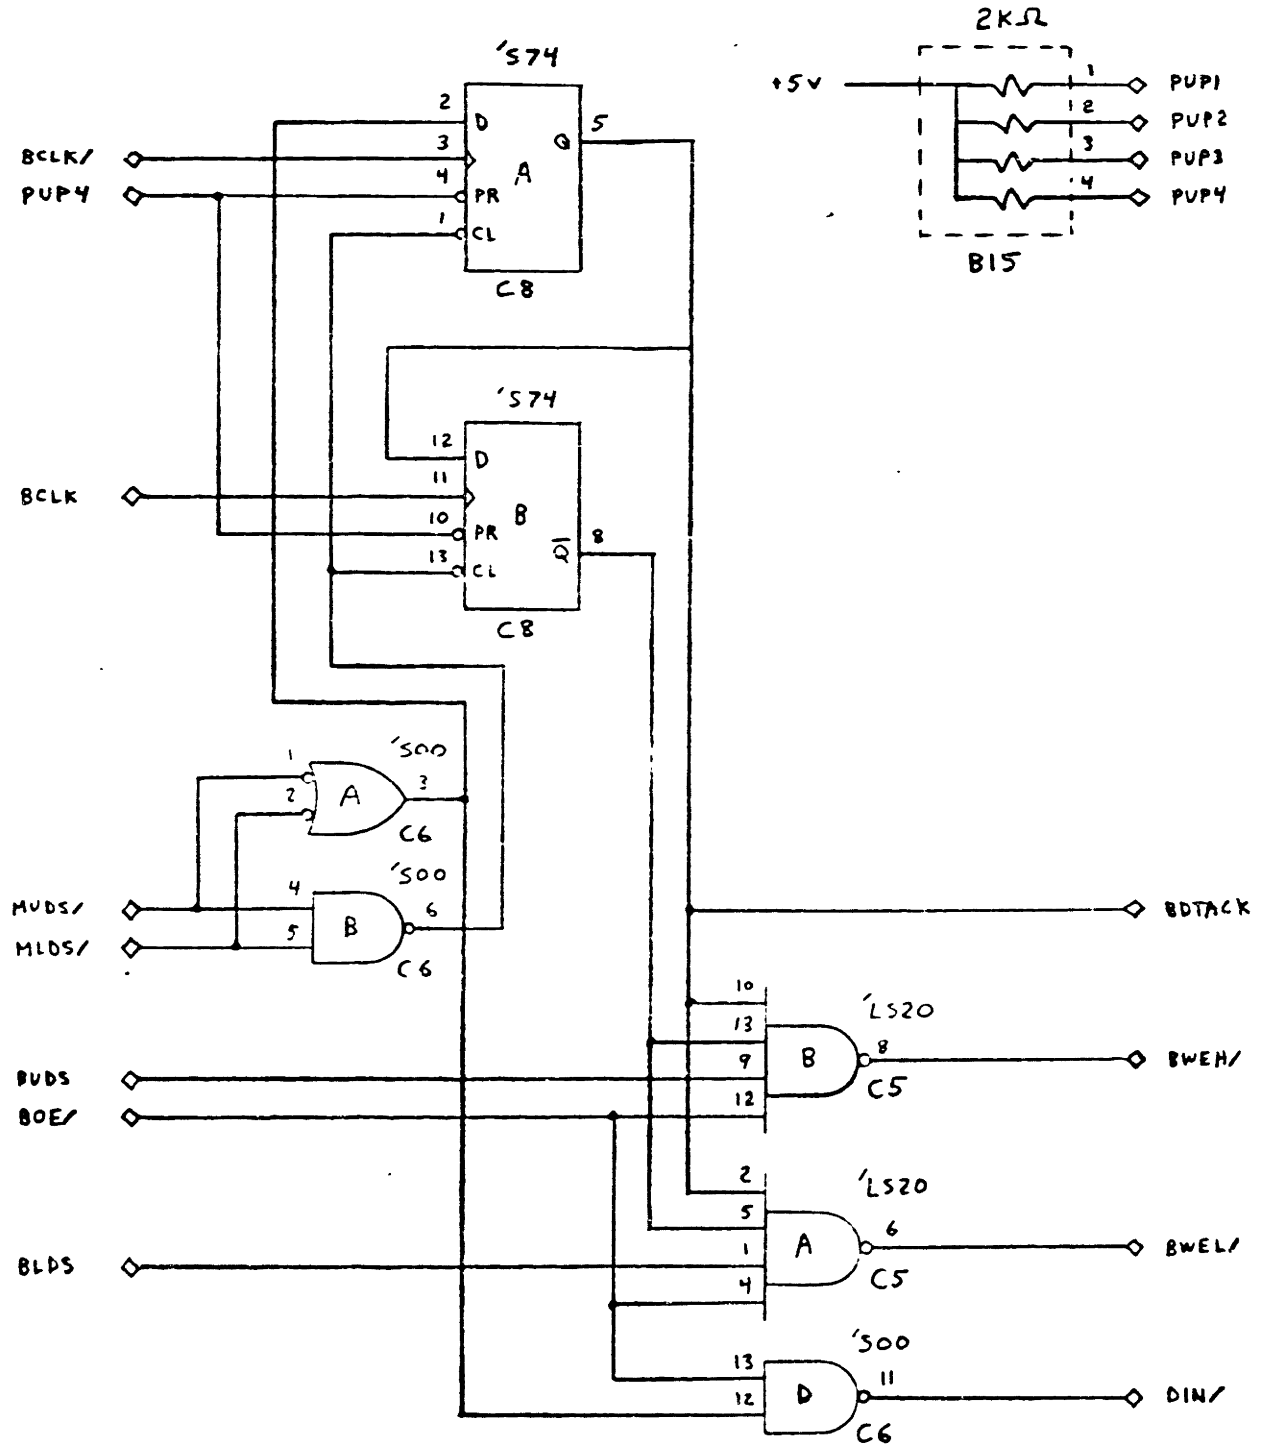 2KΩ
'S74
+5V
1
PUP1
2
PUP2
3
PUP3
4
PUP4
B15
2
D
Q
5
BCLK/
3
A
PUP4
4
PR
1
CL
C8
'S74
12
D
BCLK
11
B
10
PR
Q
8
13
CL
C8
'S00
1
A
3
2
C6
'S00
MUDS/
4
B
6
MLDS/
5
C6
BDTACK
10
'LS20
13
B
8
BWEH/
BUDS
9
C5
BOE/
12
2
'LS20
5
A
6
BWEL/
BLDS
1
C5
4
'S00
13
D
11
DIN/
12
C6